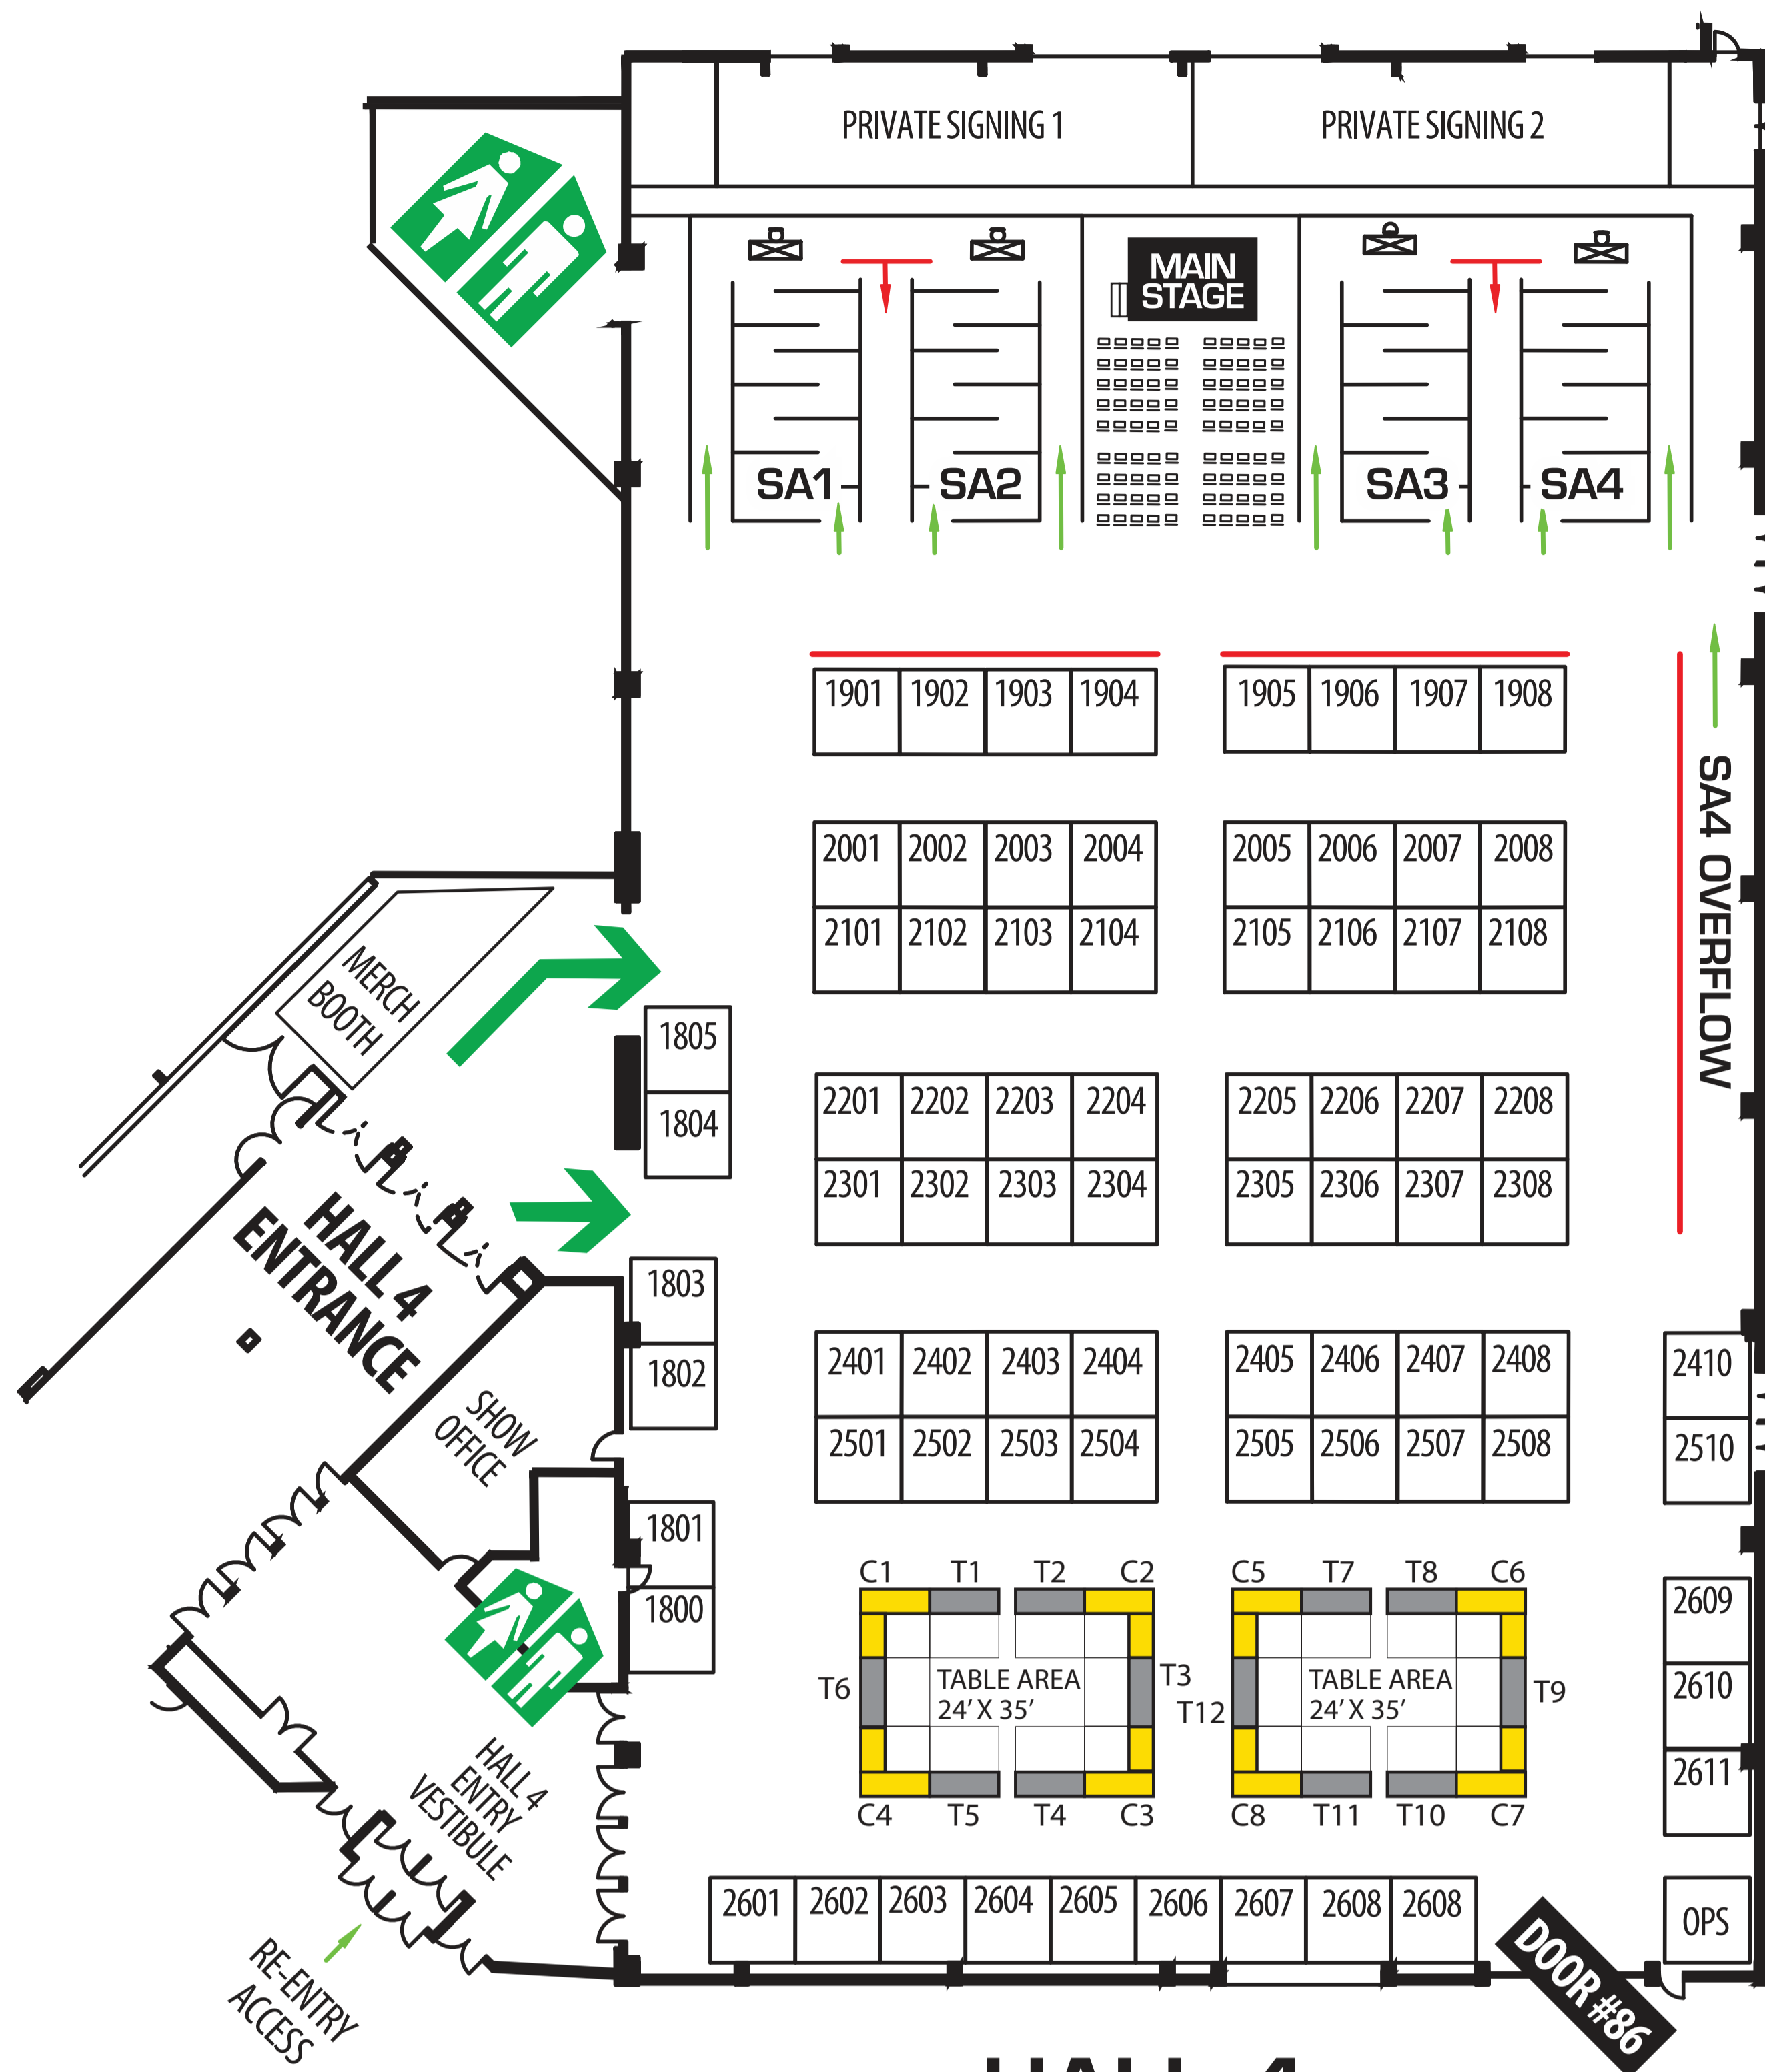 PRIVATE SIGNING 1
PRIVATE SIGNING 2
MAIN
STAGE
SA1
SA2
SA3
SA4
1901 1902 1903 1904
1905 1906 1907 1908
SA4 OVERFLOW
2001 2002 2003 2004
2005 2006 2007 2008
2101 2102 2103 2104
2105 2106 2107 2108
MERCH
BOOTH
1805
1804
2201 2202 2203 2204
2205 2206 2207 2208
2301 2302 2303 2304
2305 2306 2307 2308
HALL 4
ENTRANCE
1803
1802
2401 2402 2403 2404
2405 2406 2407 2408
2410
2501 2502 2503 2504
2505 2506 2507 2508
2510
SHOW
OFFICE
1801
1800
C1 T1 T2 C2
C5 T7 T8 C6
2609
2610
2611
T6
TABLE AREA
24' X 35'
T3
T12
TABLE AREA
24' X 35'
T9
C4 T5 T4 C3
C8 T11 T10 C7
HALL 4
ENTRY
VESTIBULE
2601 2602 2603 2604 2605 2606 2607 2608 2608
OPS
DOOR #86
RE-ENTRY
ACCESS
HALL 4